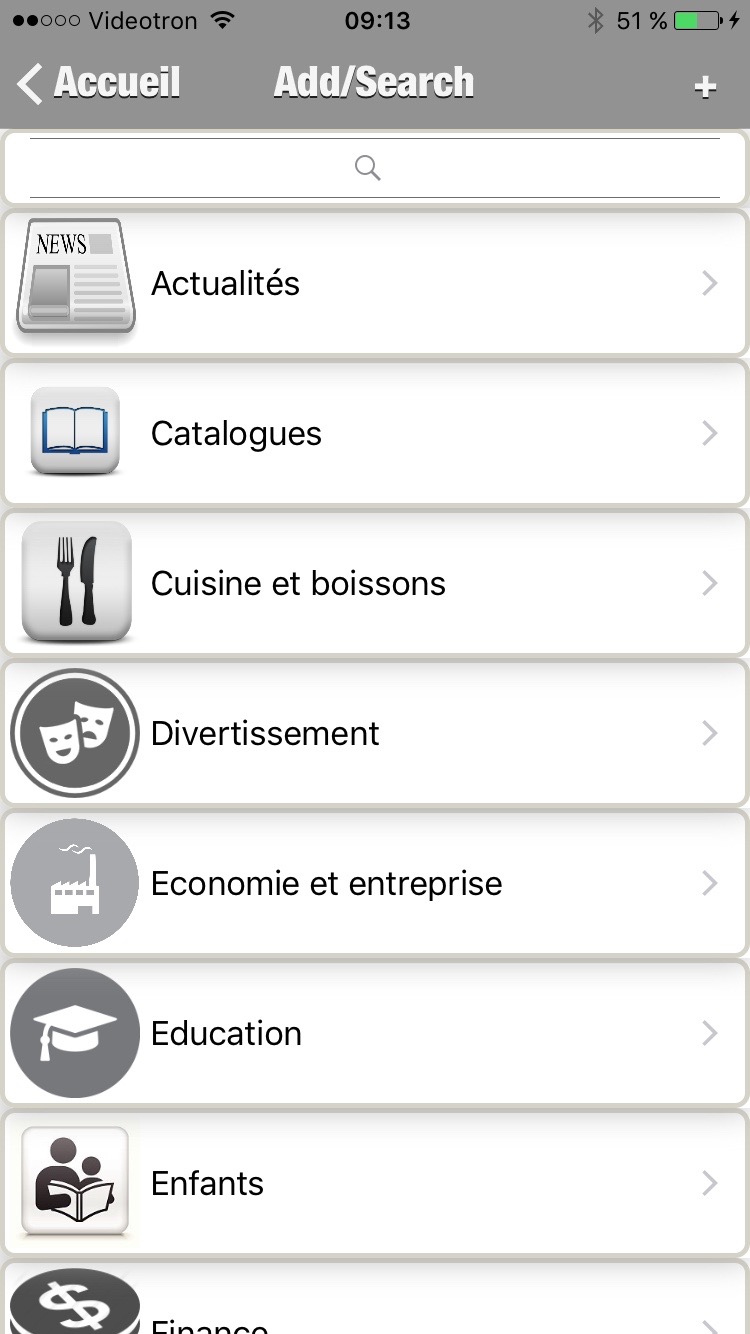 Videotron 09:13 51 %
Accueil Add/Search +
NEWS
Actualités
Catalogues
Cuisine et boissons
Divertissement
Economie et entreprise
Education
Enfants
$
Finance